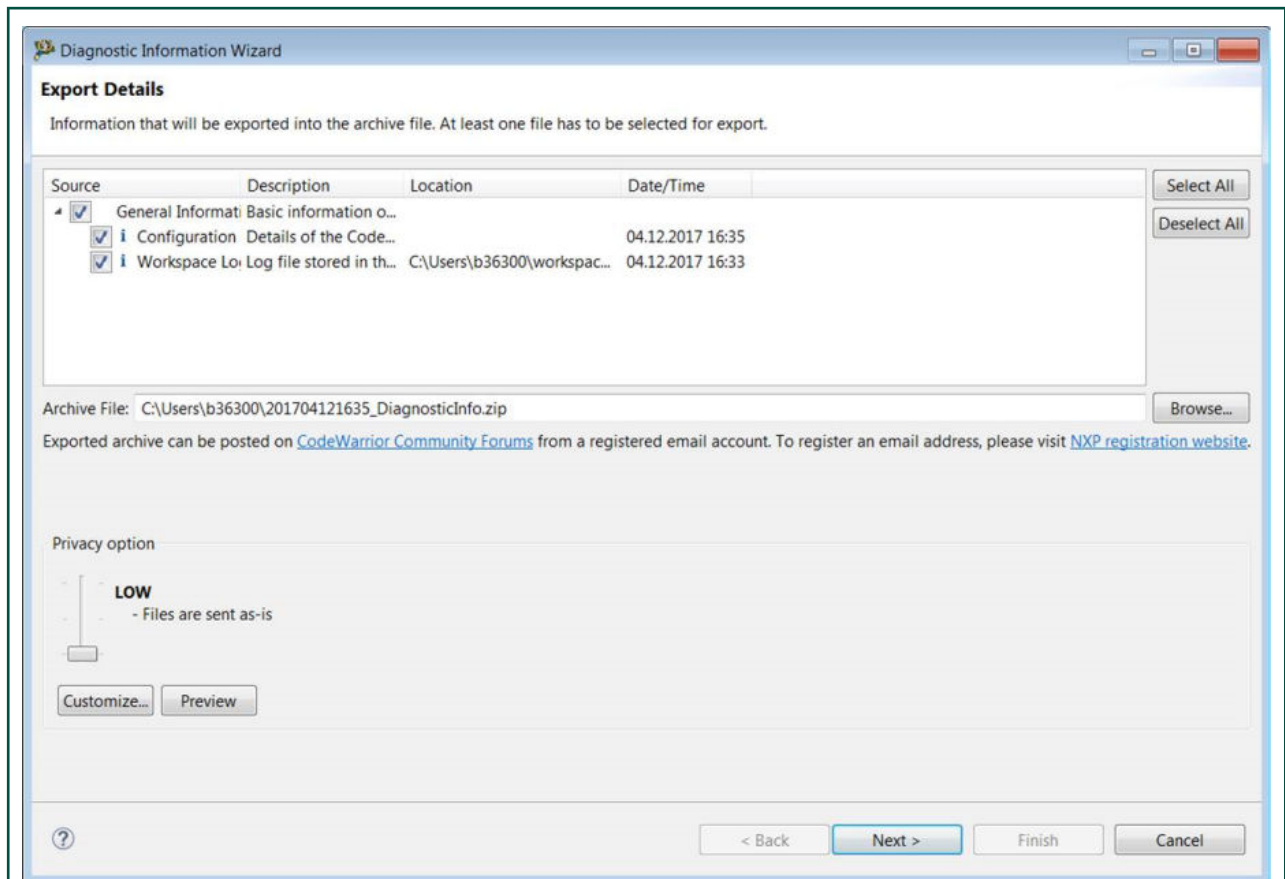 Diagnostic Information Wizard
Export Details
Information that will be exported into the archive file. At least one file has to be selected for export.
Source Description Location Date/Time
General Informati Basic information o...
Configuration Details of the Code... 04.12.2017 16:35
Workspace Lo Log file stored in th... C:\Users\b36300\workspac... 04.12.2017 16:33
Select All
Deselect All
Archive File: C:\Users\b36300\201704121635_DiagnosticInfo.zip Browse...
Exported archive can be posted on CodeWarrior Community Forums from a registered email account. To register an email address, please visit NXP registration website.
Privacy option
LOW
- Files are sent as-is
Customize... Preview
? < Back Next > Finish Cancel